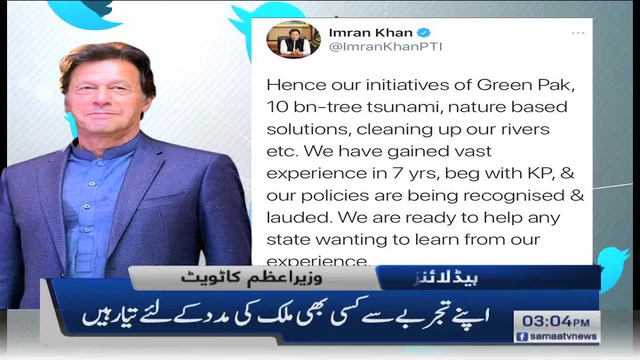 Imran Khan
@ImranKhanPTI
Hence our initiatives of Green Pak,
10 bn-tree tsunami, nature based
solutions, cleaning up our rivers
etc. We have gained vast
experience in 7 yrs, beg with KP, &
our policies are being recognised &
lauded. We are ready to help any
state wanting to learn from our
experience.
ہیڈلائنز
وزیراعظم کا ٹویٹ
اپنے تجربے سے کسی بھی ملک کی مدد کے لئے تیار ہیں
03:04PM
f samaatvnews